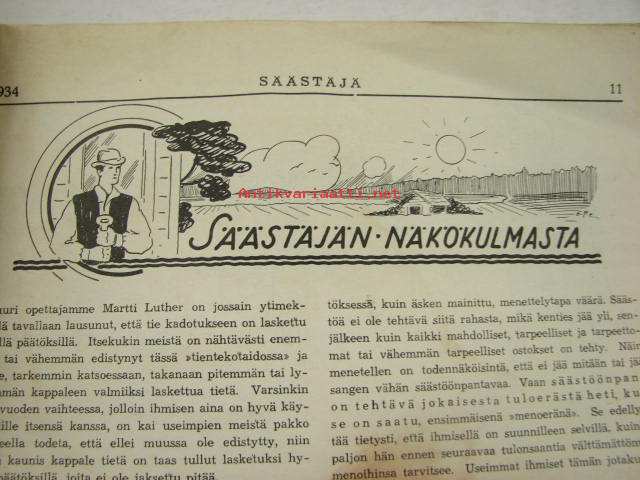 934
SÄÄSTÄJÄ
11
Antikvariaatti.net
E.P.K.
SÄÄSTÄJÄN · NÄKÖKULMASTA
uuri opettajamme Martti Luther on jossain ytimek-
lä tavallaan lausunut, että tie kadotukseen on laskettu
llä päätöksillä. Itsekukin meistä on nähtävästi enem-
tai vähemmän edistynyt tässä »tientekotaidossa» ja
e, tarkemmin katsoessaan, takanaan pitemmän tai ly-
män kappaleen valmiiksi laskettua tietä. Varsinkin
vuoden vaihteessa, jolloin ihmisen aina on hyvä käy-
ille itsensä kanssa, on kai useimpien meistä pakko
eella todeta, että ellei muussa ole edistytty, niin
kaunis kappale tietä on taas tullut lasketuksi hy-
päätöksillä, joita ei ole jaksettu pitää.
töksessä, kuin äsken mainittu, menettelytapa väärä. Sääs-
töä ei ole tehtävä siitä rahasta, mikä kenties jää yli, sen-
jälkeen kuin kaikki mahdolliset, tarpeelliset ja tarpeetto-
mat tai vähemmän tarpeelliset ostokset on tehty. Näin
menetellen on todennäköisintä, että ei jää mitään tai jää
sangen vähän säästöönpantavaa. Vaan säästöönpan
on tehtävä jokaisesta tuloerästä heti, ku
se on saatu, ensimmäisenä »menoeränä». Se edelly
tää tietysti, että ihmisellä on suunnilleen selvillä, kuin
paljon hän ennen seuraavaa tulonsaantia välttämättöm
menoihinsa tarvitsee. Useimmat ihmiset tämän jotaku